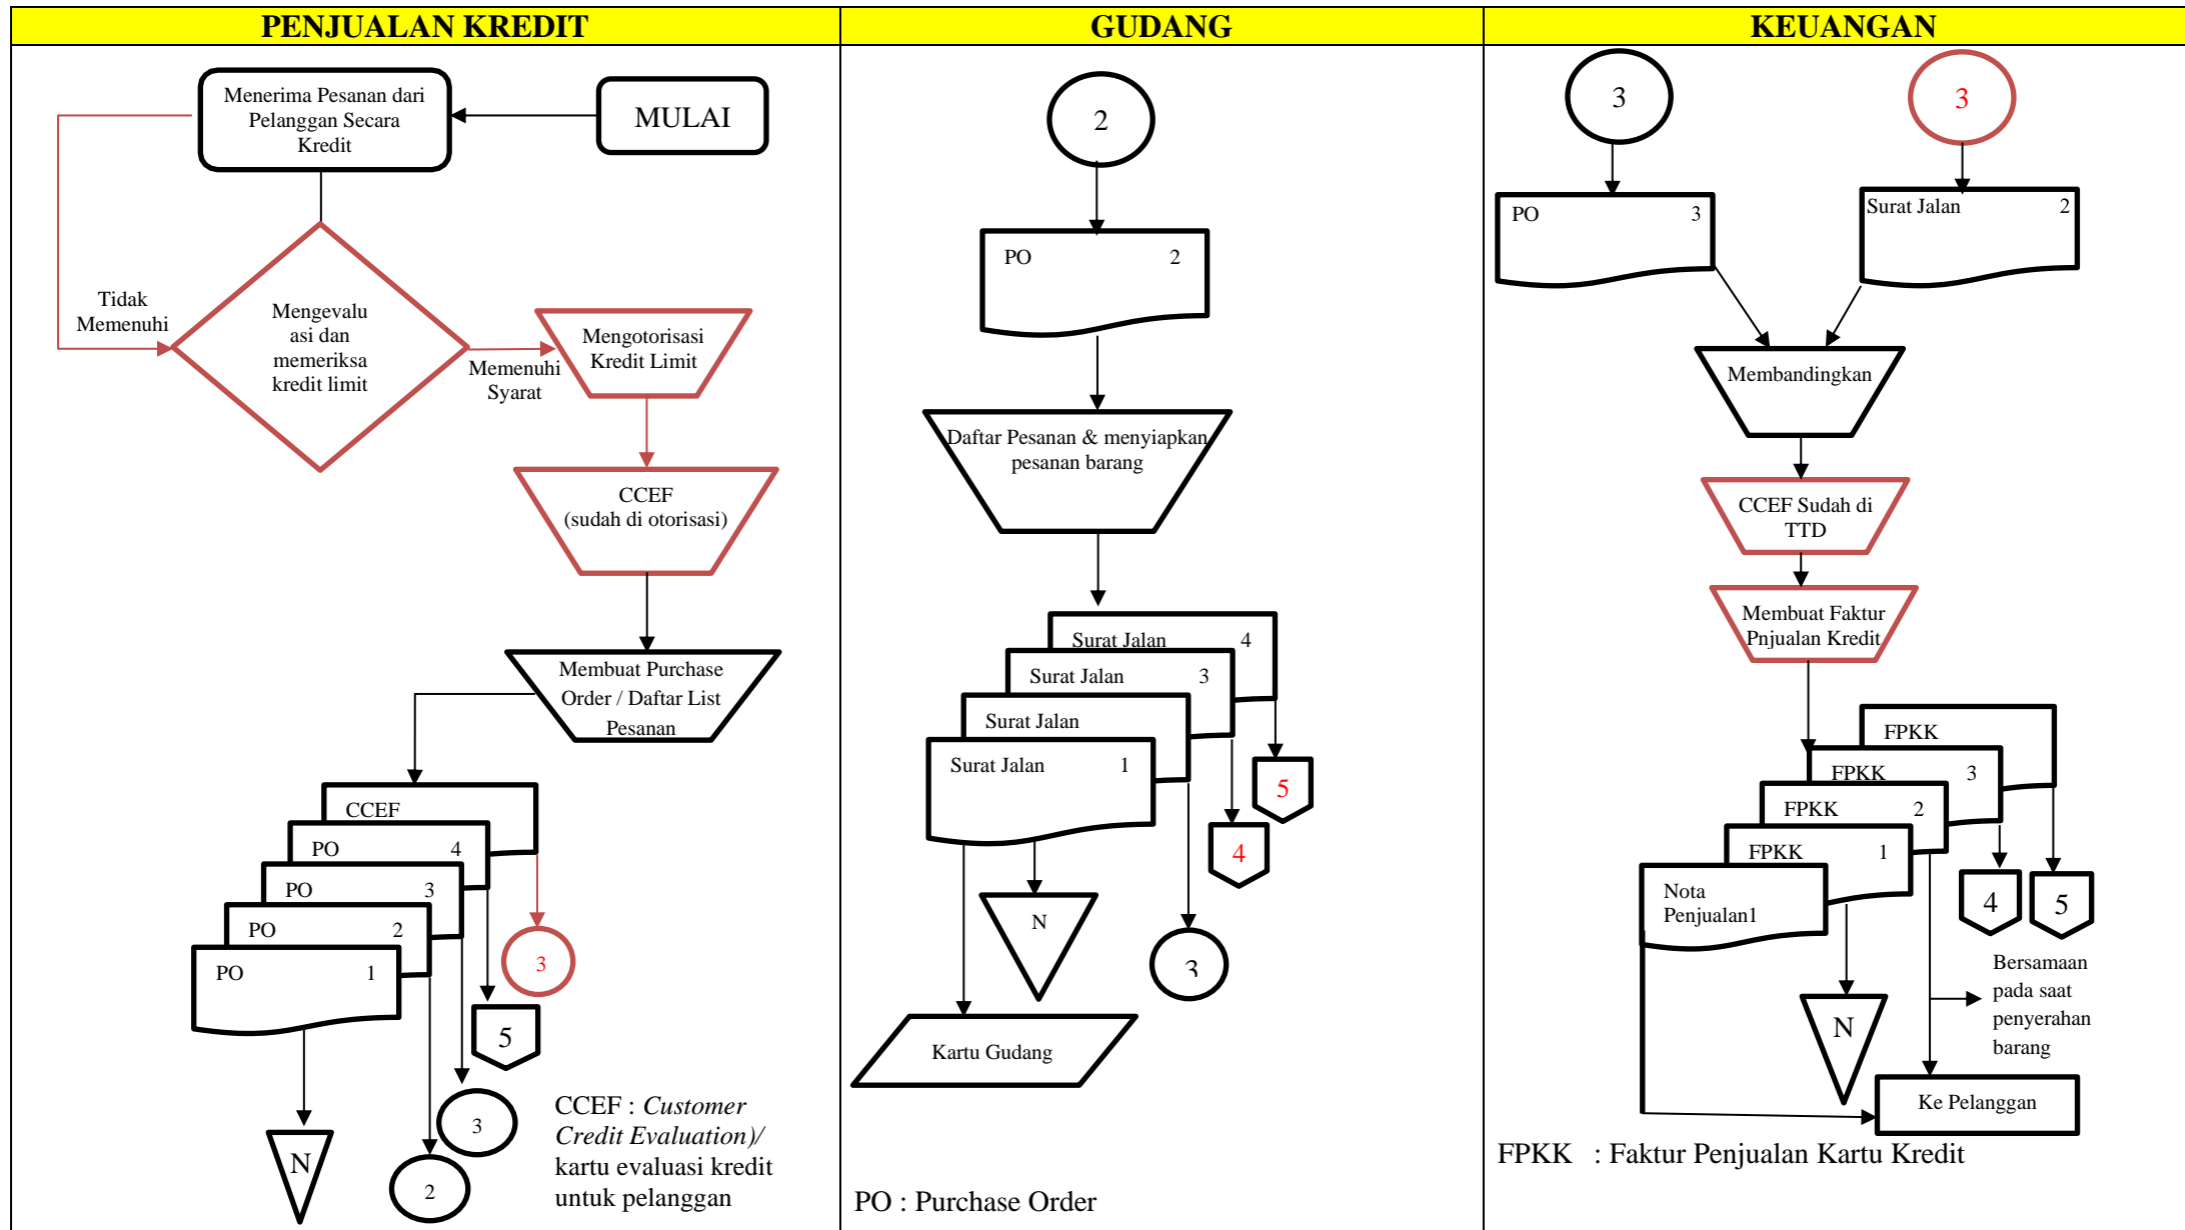 PENJUALAN KREDIT
Menerima Pesanan dari
Pelanggan Secara
Kredit
MULAI
Tidak
Memenuhi
Mengevalu
asi dan
memeriksa
kredit limit
Memenuhi
Syarat
Mengotorisasi
Kredit Limit
CCEF
(sudah di otorisasi)
Membuat Purchase
Order / Daftar List
Pesanan
CCEF
PO 4
PO 3
PO 2
PO 1
3
5
3
2
N
CCEF : Customer
Credit Evaluation)/
kartu evaluasi kredit
untuk pelanggan
GUDANG
2
PO 2
Daftar Pesanan & menyiapkan
pesanan barang
Surat Jalan 4
Surat Jalan 3
Surat Jalan
Surat Jalan 1
5
4
N
3
Kartu Gudang
PO : Purchase Order
KEUANGAN
3
3
PO 3
Surat Jalan 2
Membandingkan
CCEF Sudah di
TTD
Membuat Faktur
Pnjualan Kredit
FPKK
FPKK 3
FPKK 2
FPKK 1
Nota
Penjualan1
4
5
N
Bersamaan
pada saat
penyerahan
barang
Ke Pelanggan
FPKK : Faktur Penjualan Kartu Kredit